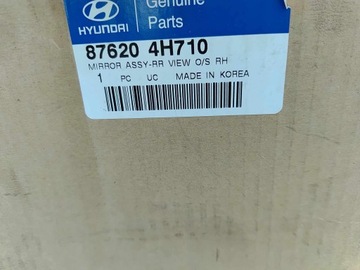 Genuine
Parts
HYUNDAI
87620 4H710
MIRROR ASSY-RR VIEW O/S RH
1 PC UC MADE IN KOREA